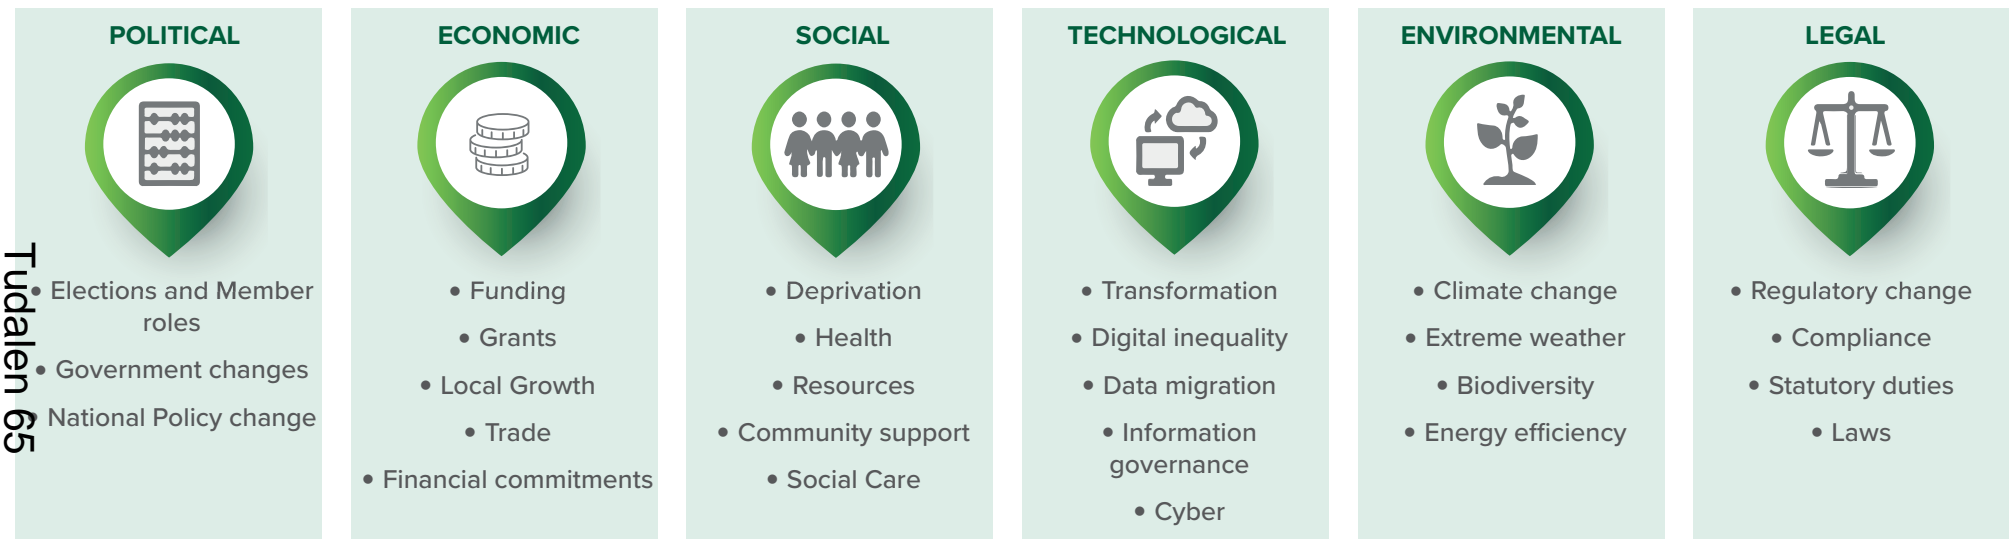 POLITICAL
• Elections and Member
roles
• Government changes
• National Policy change
ECONOMIC
• Funding
• Grants
• Local Growth
• Trade
• Financial commitments
SOCIAL
• Deprivation
• Health
• Resources
• Community support
• Social Care
TECHNOLOGICAL
• Transformation
• Digital inequality
• Data migration
• Information
governance
• Cyber
ENVIRONMENTAL
• Climate change
• Extreme weather
• Biodiversity
• Energy efficiency
LEGAL
• Regulatory change
• Compliance
• Statutory duties
• Laws
Tudalen 65